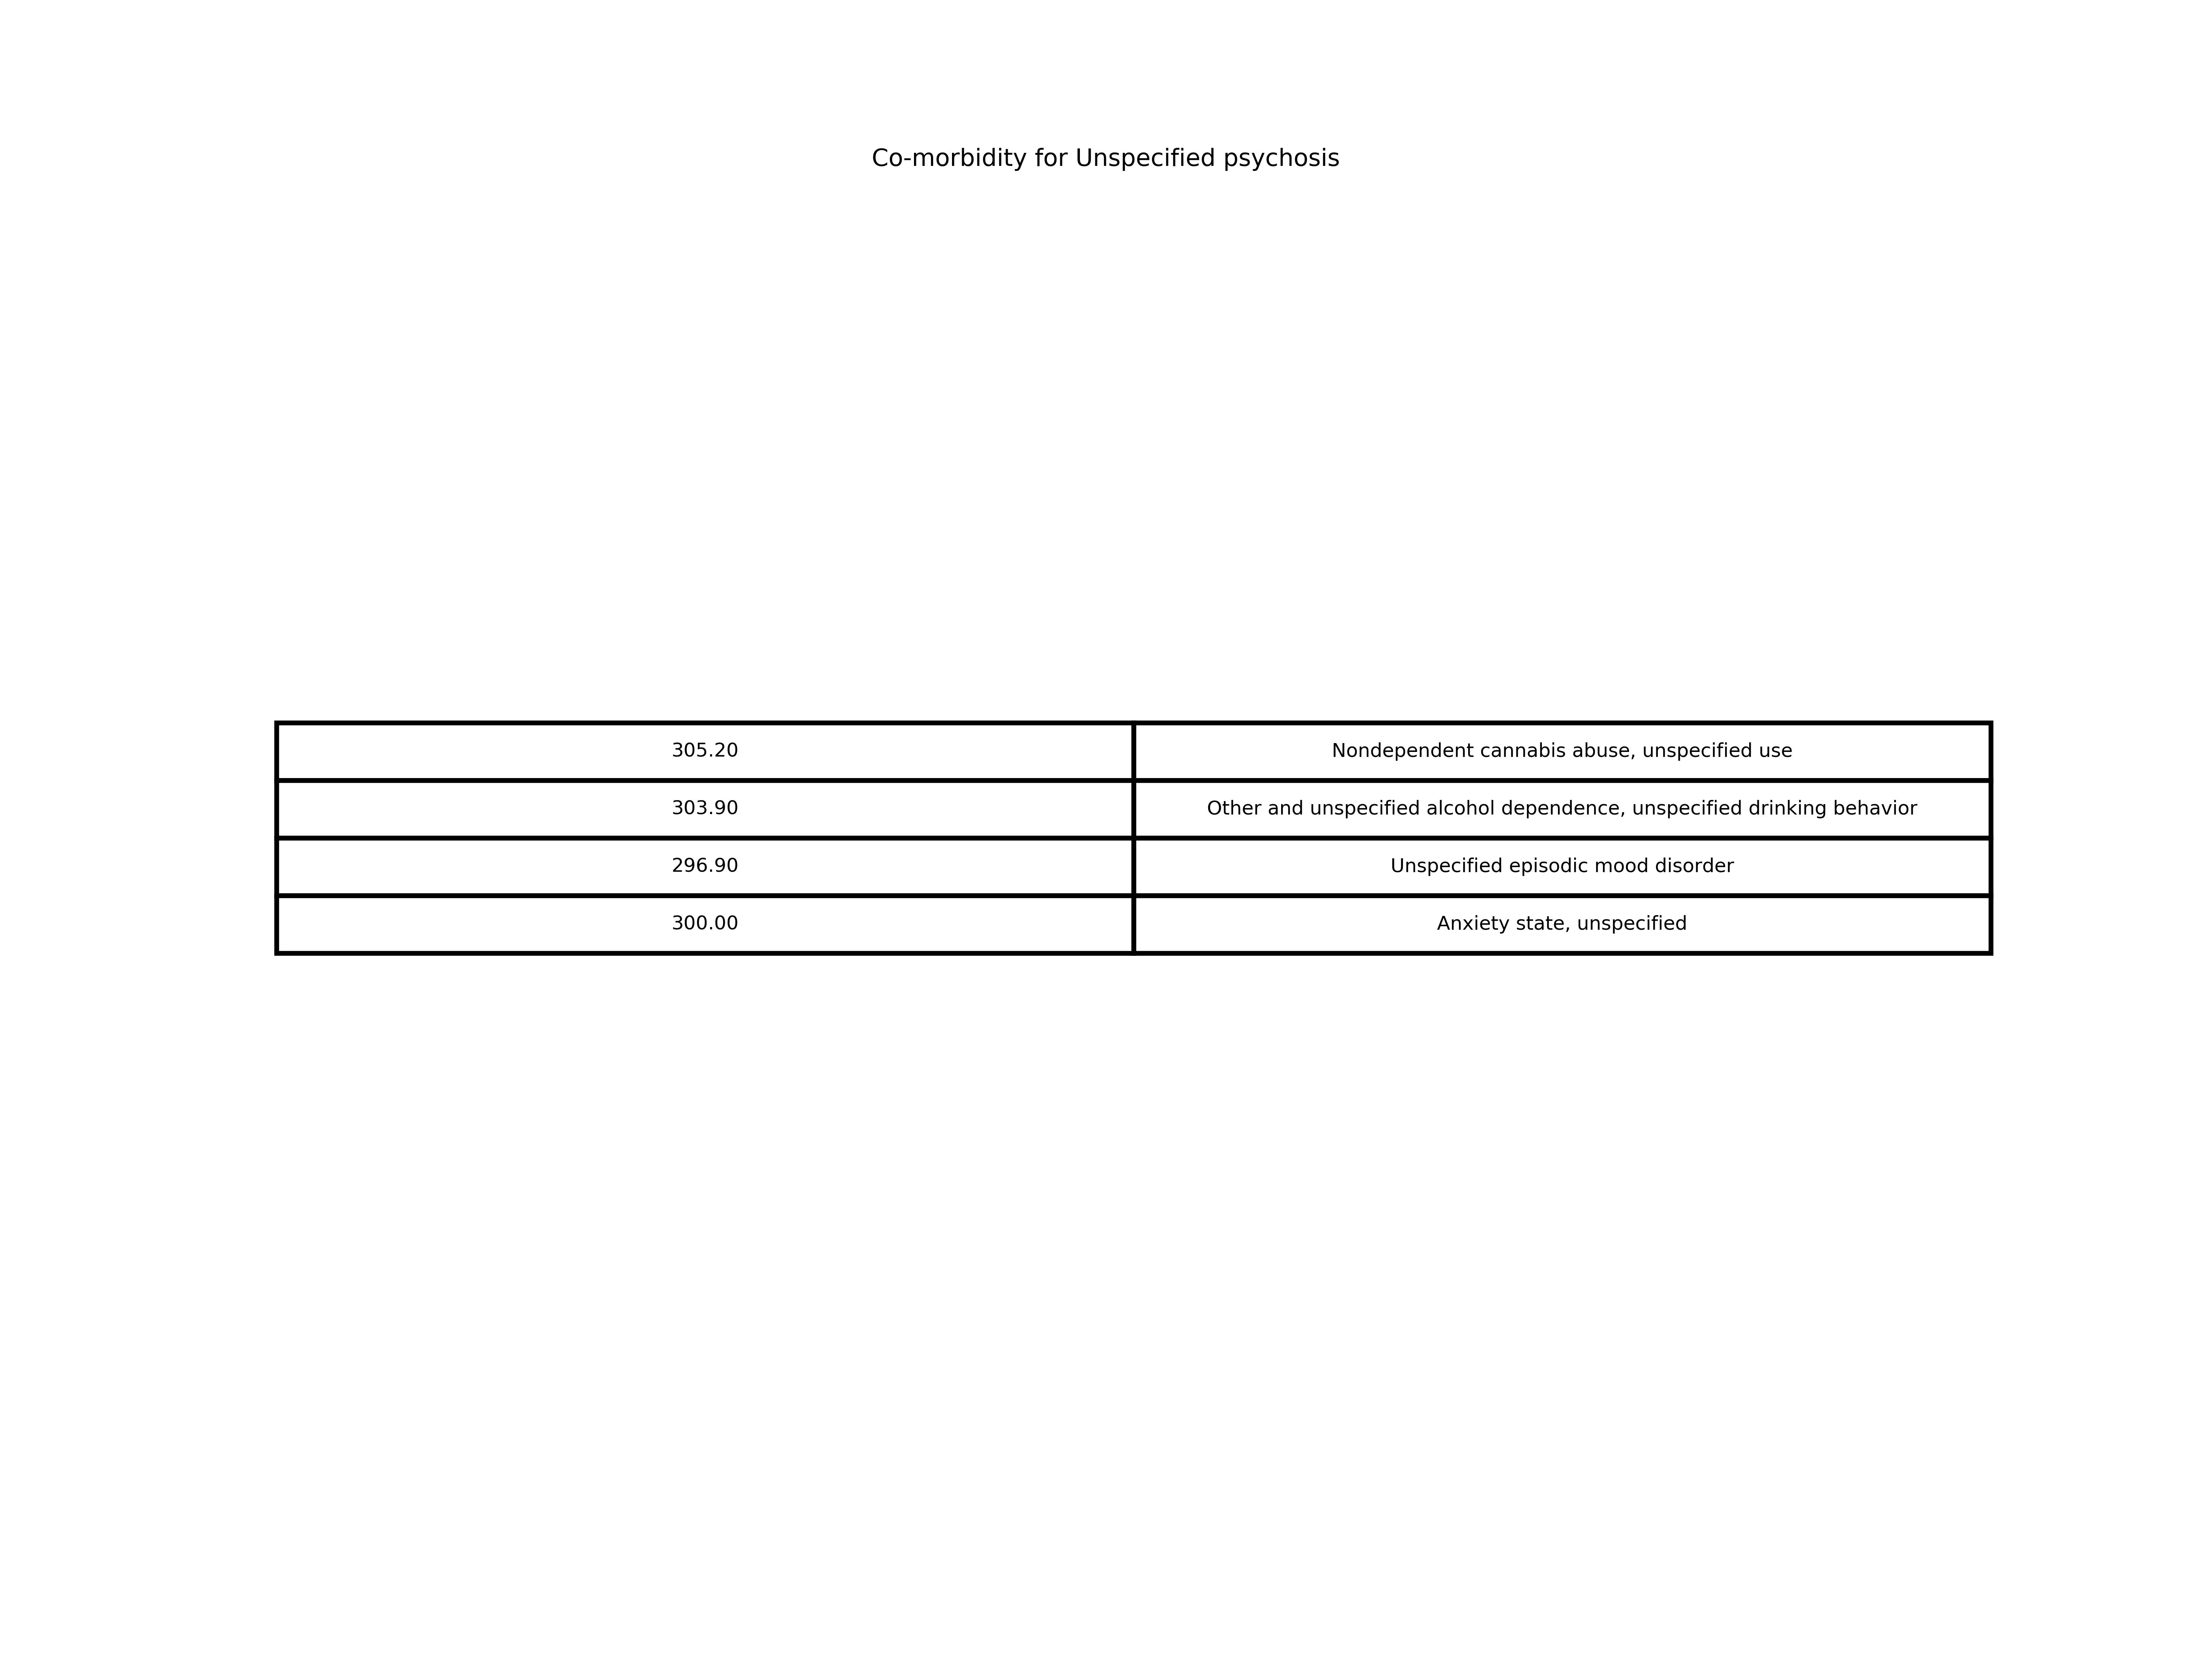 Co-morbidity for Unspecified psychosis
305.20 Nondependent cannabis abuse, unspecified use
303.90 Other and unspecified alcohol dependence, unspecified drinking behavior
296.90 Unspecified episodic mood disorder
300.00 Anxiety state, unspecified